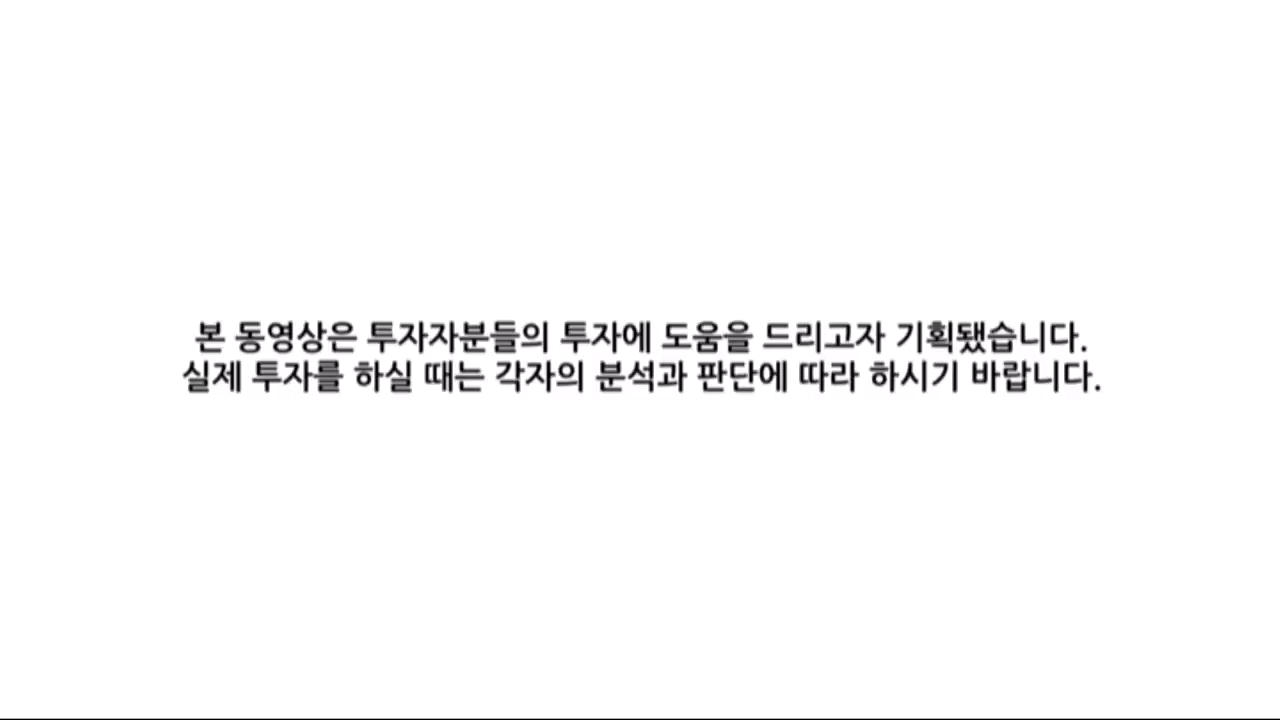 본 동영상은 투자자분들의 투자에 도움을 드리고자 기획됐습니다.
실제 투자를 하실 때는 각자의 분석과 판단에 따라 하시기 바랍니다.